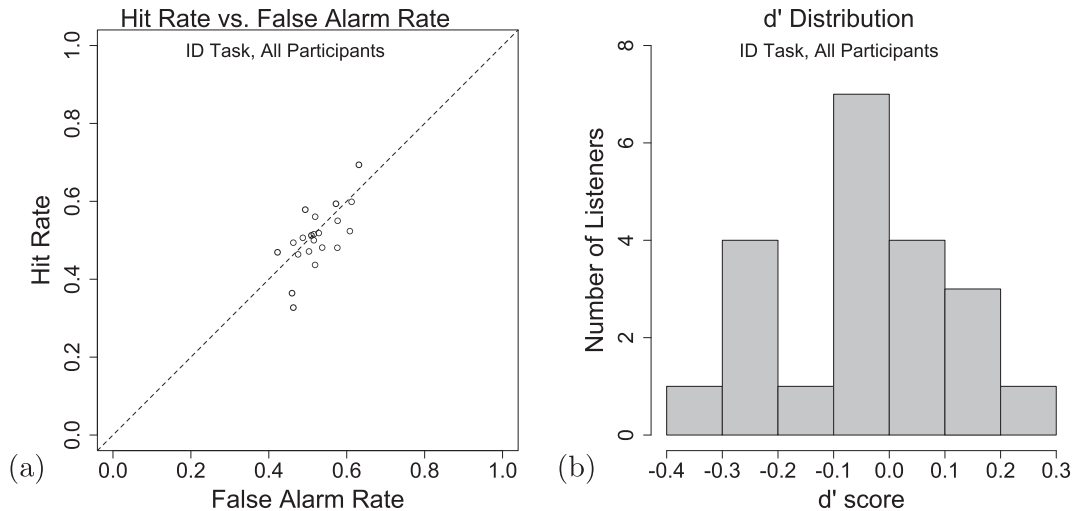 Hit Rate vs. False Alarm Rate
ID Task, All Participants
Hit Rate
1.0
0.8
0.6
0.4
0.2
0.0
0.0 0.2 0.4 0.6 0.8 1.0
False Alarm Rate
(a)
d' Distribution
ID Task, All Participants
Number of Listeners
8
6
4
2
0
-0.4 -0.3 -0.2 -0.1 0.0 0.1 0.2 0.3
d' score
(b)